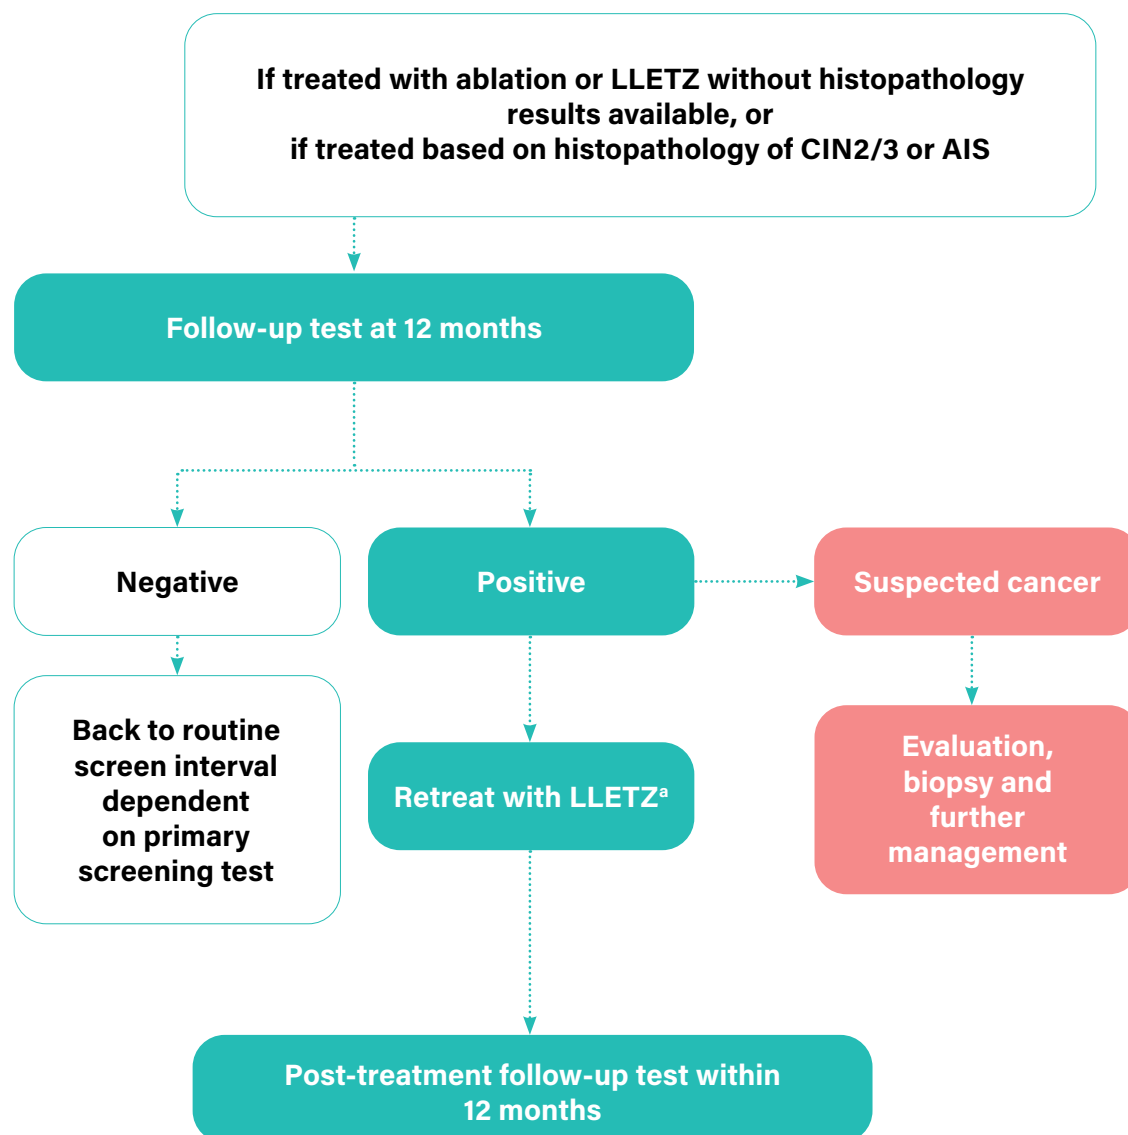 If treated with ablation or LLETZ without histopathology
results available, or
if treated based on histopathology of CIN2/3 or AIS
Follow-up test at 12 months
Negative
Positive
Suspected cancer
Back to routine
screen interval
dependent
on primary
screening test
Retreat with LLETZᵃ
Evaluation,
biopsy and
further
management
Post-treatment follow-up test within
12 months